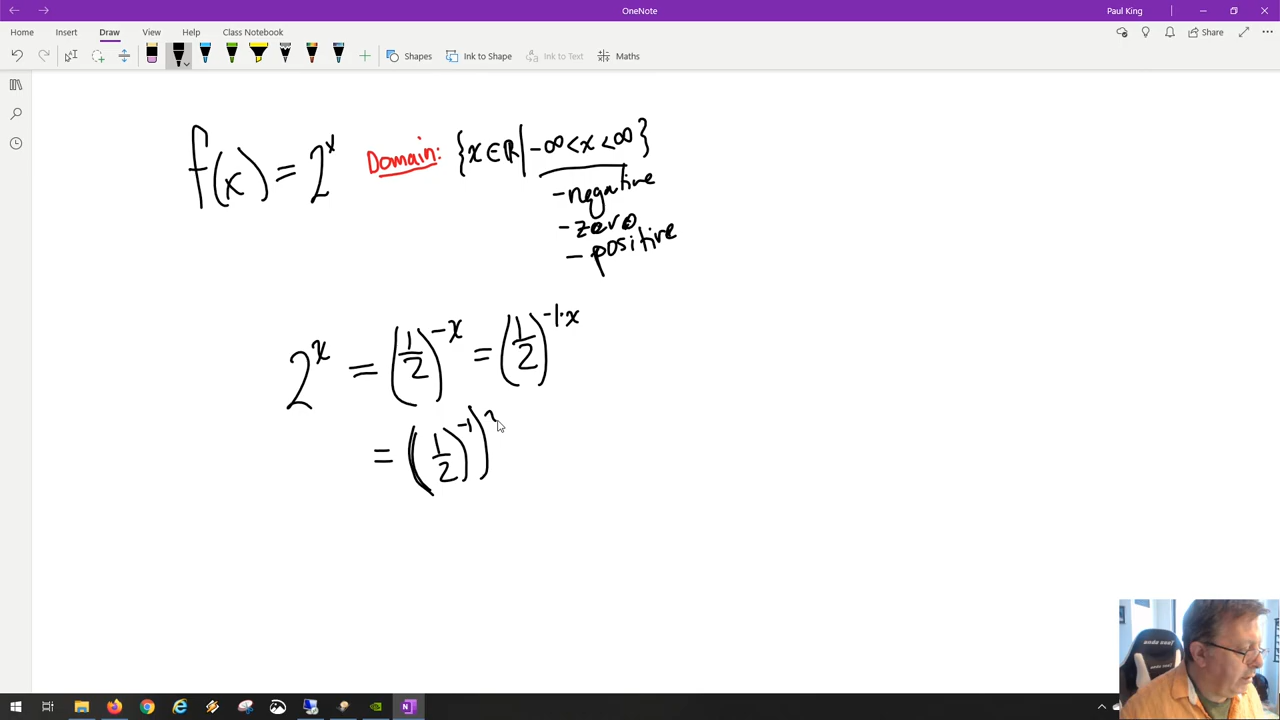 OneNote
Paul King
Home Insert Draw View Help Class Notebook
Share
Shapes Ink to Shape Ink to Text Maths
f(x) = 2^x Domain: {x ∈ ℝ | -∞ < x < ∞}
- negative
- zero
- positive
2^x = (1/2)^{-x} = (1/2)^{-1·x}
= ((1/2)^{-1})